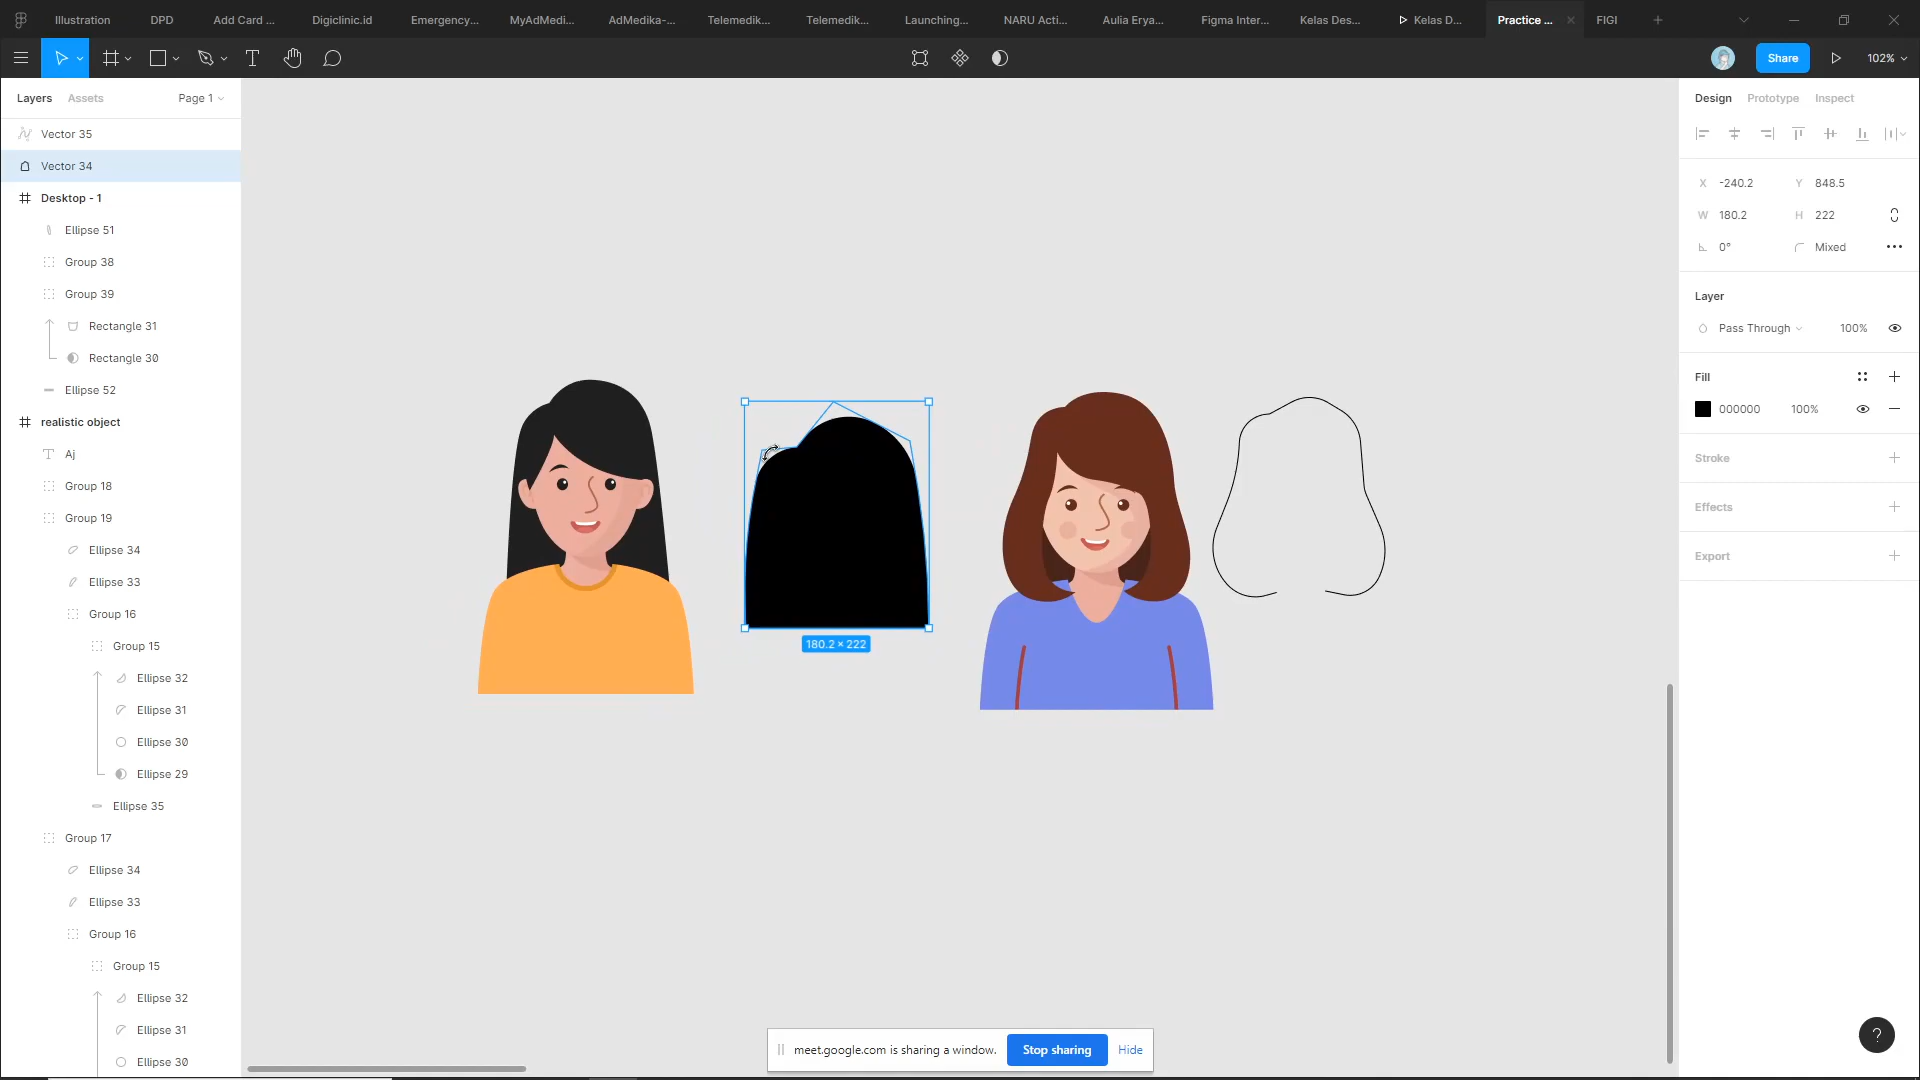 Illustration
DPD
Add Card ...
Digiclinic.id
Emergency...
MyAdMedi...
AdMedika-...
Telemedik...
Telemedik...
Launching...
NARU Acti...
Aulia Erya...
Figma Inter...
Kelas Des...
Kelas D...
Practice ...
FIGI
Share
102%
Layers
Assets
Page 1
Vector 35
Vector 34
Desktop - 1
Ellipse 51
Group 38
Group 39
Rectangle 31
Rectangle 30
Ellipse 52
realistic object
Aj
Group 18
Group 19
Ellipse 34
Ellipse 33
Group 16
Group 15
Ellipse 32
Ellipse 31
Ellipse 30
Ellipse 29
Ellipse 35
Group 17
Ellipse 34
Ellipse 33
Group 16
Group 15
Ellipse 32
Ellipse 31
Ellipse 30
180.2 × 222
meet.google.com is sharing a window.
Stop sharing
Hide
Design
Prototype
Inspect
X -240.2 Y 848.5
W 180.2 H 222
0° Mixed
Layer
Pass Through 100%
Fill
000000 100%
Stroke
Effects
Export
?